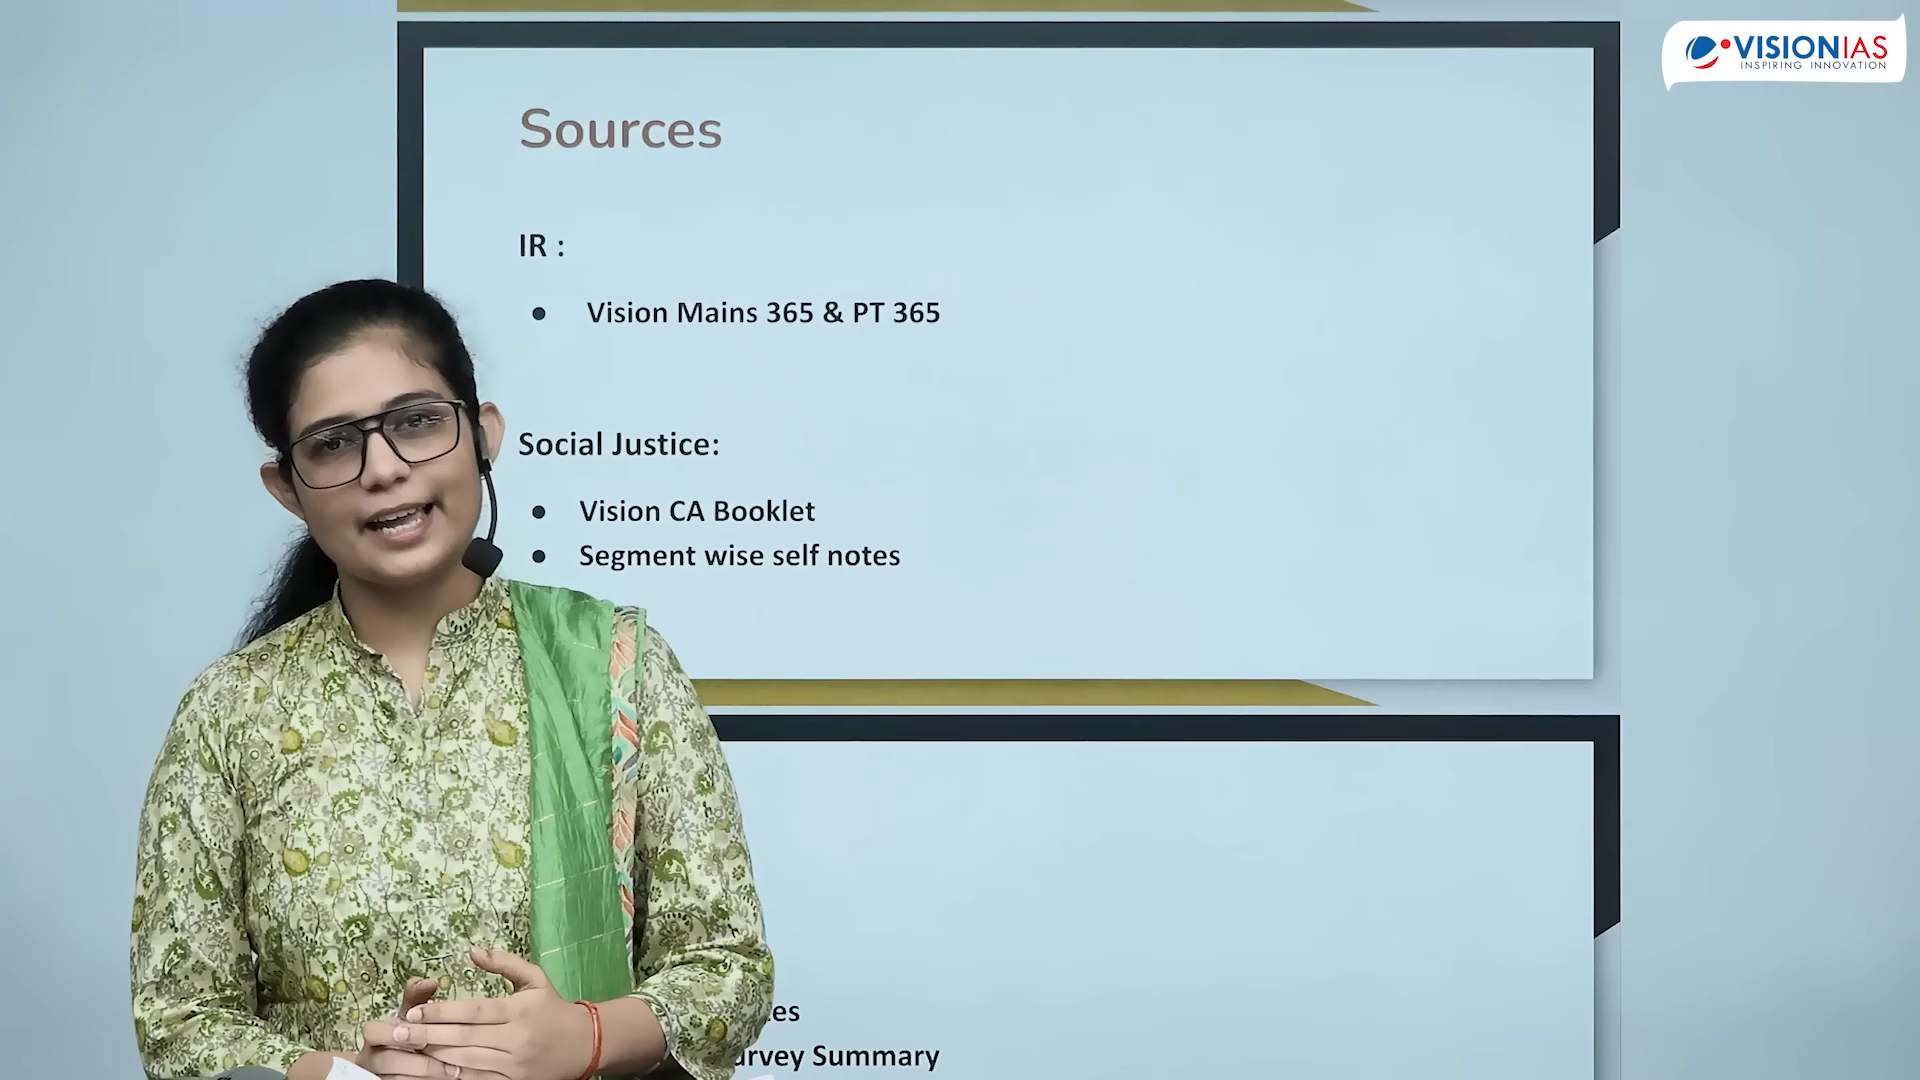 VISIONIAS
INSPIRING INNOVATION
Sources
IR :
● Vision Mains 365 & PT 365
Social Justice:
● Vision CA Booklet
● Segment wise self notes
Summary